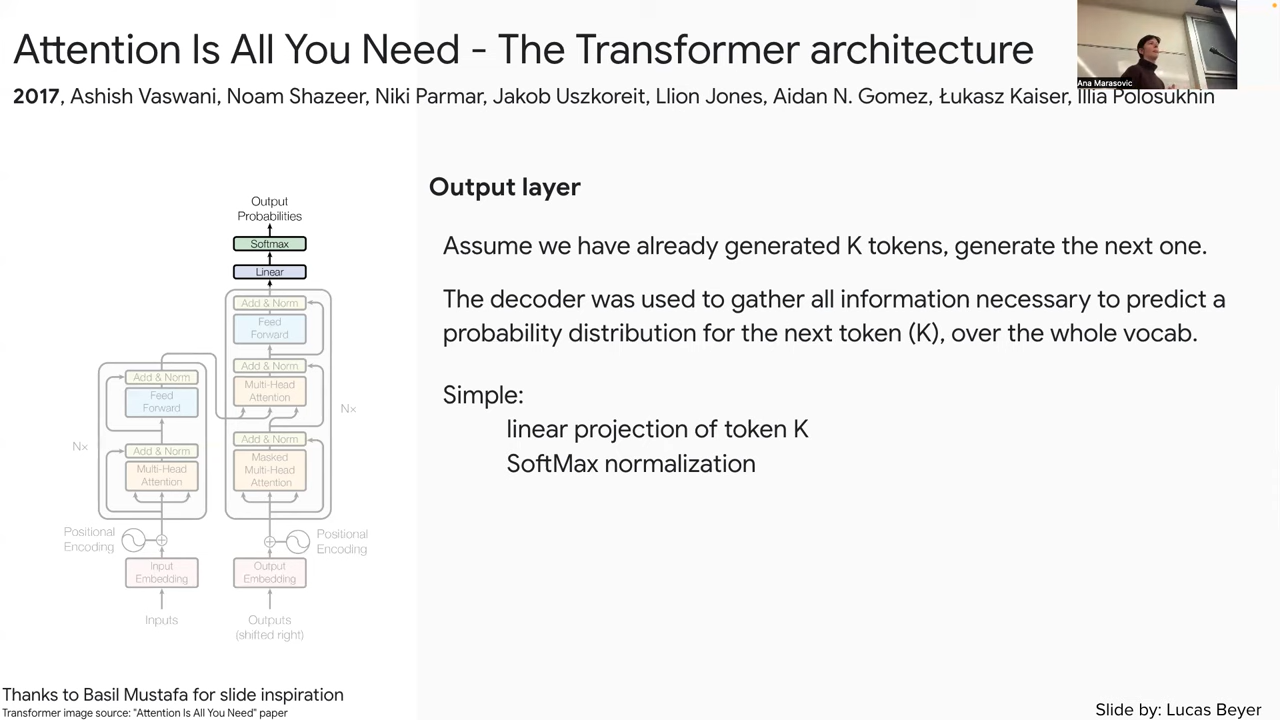 Attention Is All You Need - The Transformer architecture
Ana Marasovic
2017, Ashish Vaswani, Noam Shazeer, Niki Parmar, Jakob Uszkoreit, Llion Jones, Aidan N. Gomez, Łukasz Kaiser, Illia Polosukhin
Output
Probabilities
Softmax
Linear
Add & Norm
Feed
Forward
Add & Norm
Multi-Head
Attention
Add & Norm
Masked
Multi-Head
Attention
Nx
Add & Norm
Feed
Forward
Add & Norm
Multi-Head
Attention
Nx
Positional
Encoding
Positional
Encoding
Input
Embedding
Output
Embedding
Inputs
Outputs
(shifted right)
Output layer
Assume we have already generated K tokens, generate the next one.
The decoder was used to gather all information necessary to predict a
probability distribution for the next token (K), over the whole vocab.
Simple:
linear projection of token K
SoftMax normalization
Thanks to Basil Mustafa for slide inspiration
Transformer image source: "Attention Is All You Need" paper
Slide by: Lucas Beyer